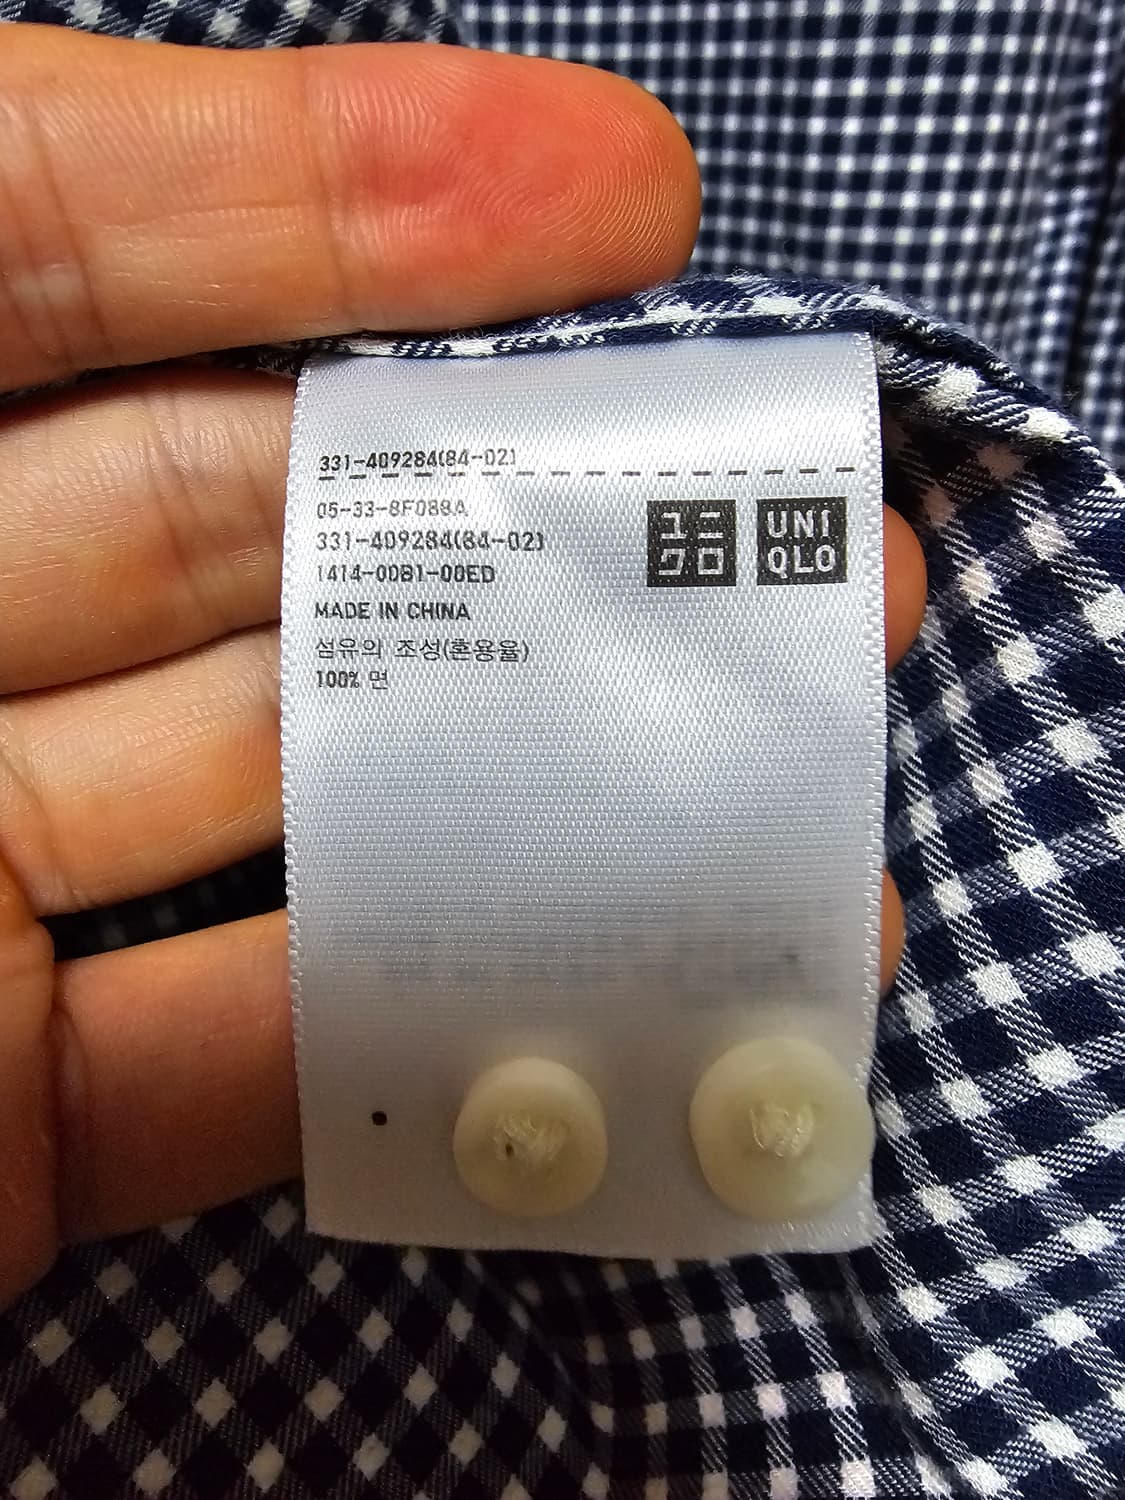 331-409284(84-02)
05-33-8F088A
331-409284(84-02)
1414-00B1-00ED
MADE IN CHINA
섬유의 조성(혼용율)
100% 면
ユニ
クロ
UNI
QLO